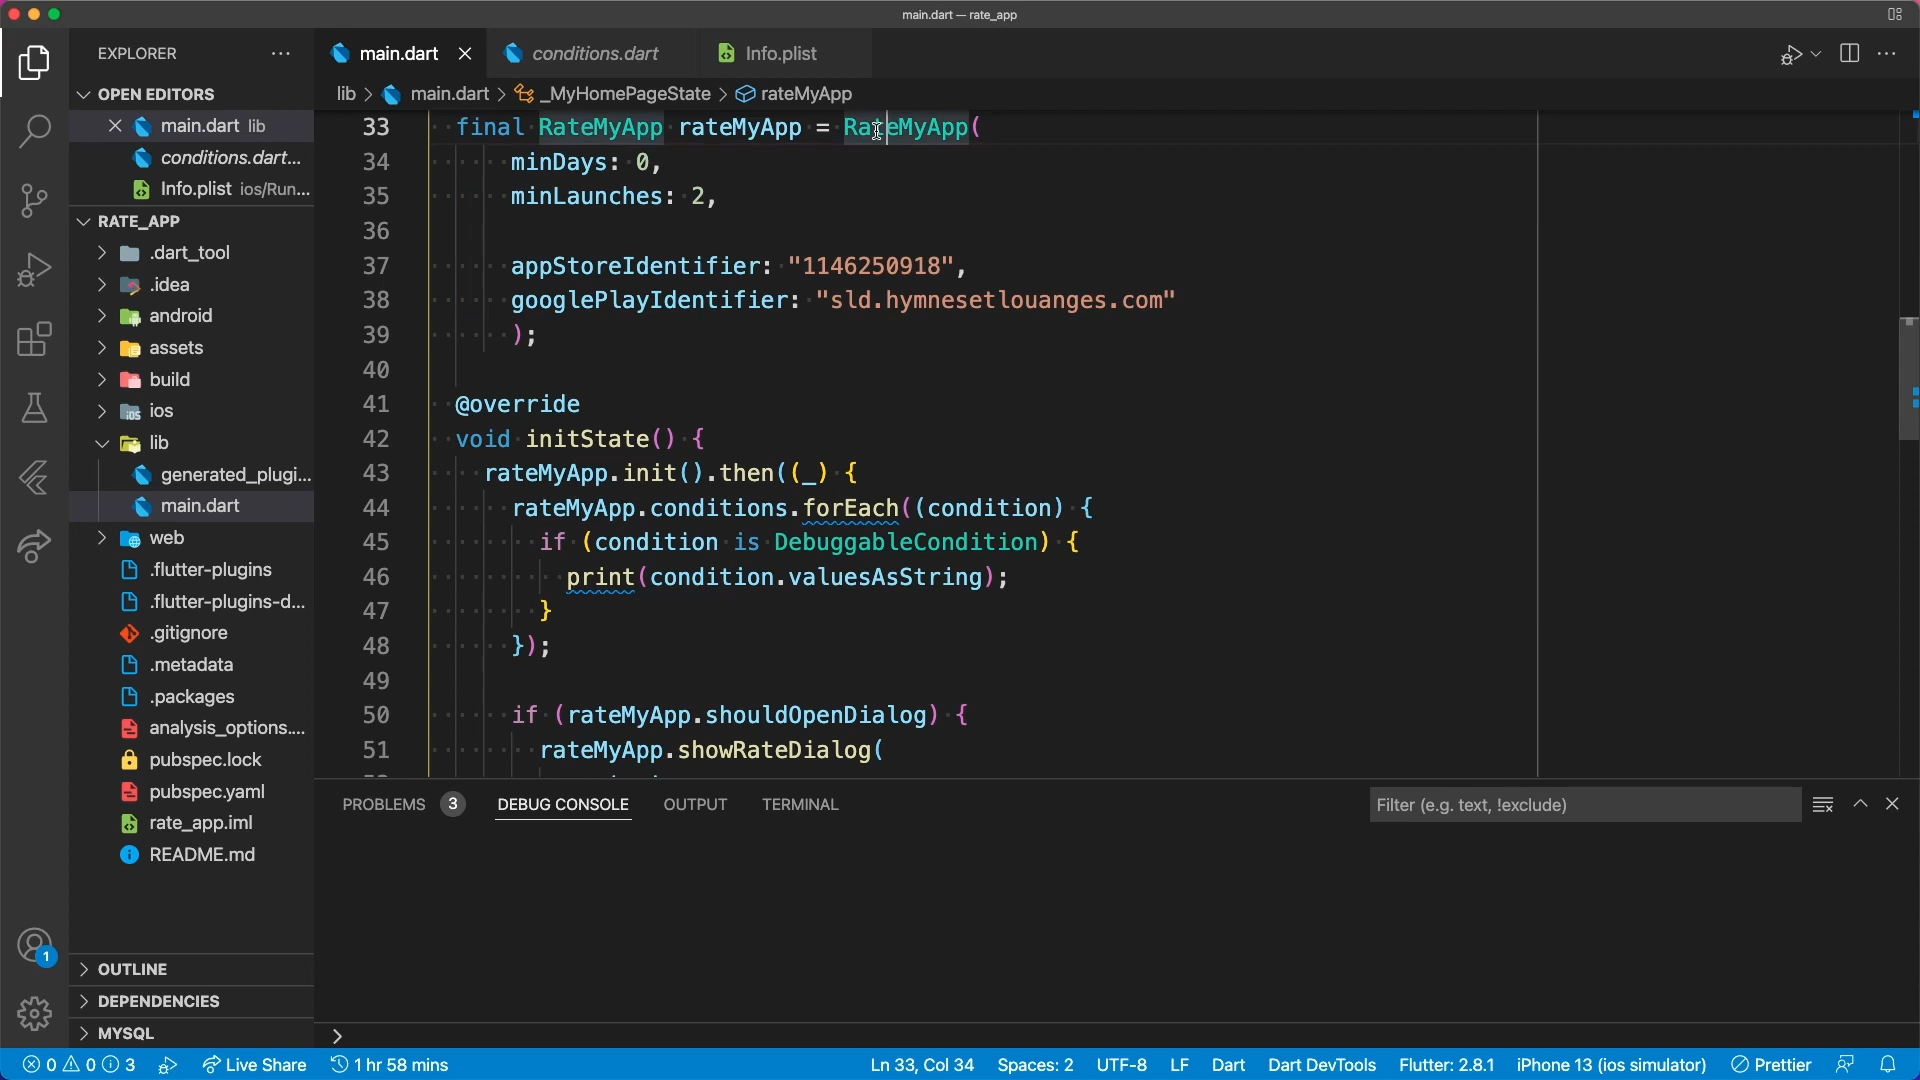 main.dart — rate_app
EXPLORER
main.dart
conditions.dart
Info.plist
OPEN EDITORS
main.dart lib
conditions.dart...
Info.plist ios/Run...
RATE_APP
.dart_tool
.idea
android
assets
build
ios
lib
generated_plugi...
main.dart
web
.flutter-plugins
.flutter-plugins-d...
.gitignore
.metadata
.packages
analysis_options....
pubspec.lock
pubspec.yaml
rate_app.iml
README.md
OUTLINE
DEPENDENCIES
MYSQL
lib > main.dart > _MyHomePageState > rateMyApp
33 final RateMyApp rateMyApp = RateMyApp(
34 minDays: 0,
35 minLaunches: 2,
36
37 appStoreIdentifier: "1146250918",
38 googlePlayIdentifier: "sld.hymnesetlouanges.com"
39 );
40
41 @override
42 void initState() {
43 rateMyApp.init().then((_) {
44 rateMyApp.conditions.forEach((condition) {
45 if (condition is DebuggableCondition) {
46 print(condition.valuesAsString);
47 }
48 });
49
50 if (rateMyApp.shouldOpenDialog) {
51 rateMyApp.showRateDialog(
PROBLEMS 3 DEBUG CONSOLE OUTPUT TERMINAL
Filter (e.g. text, !exclude)
1
0 0 3 Live Share 1 hr 58 mins
Ln 33, Col 34 Spaces: 2 UTF-8 LF Dart Dart DevTools Flutter: 2.8.1 iPhone 13 (ios simulator) Prettier